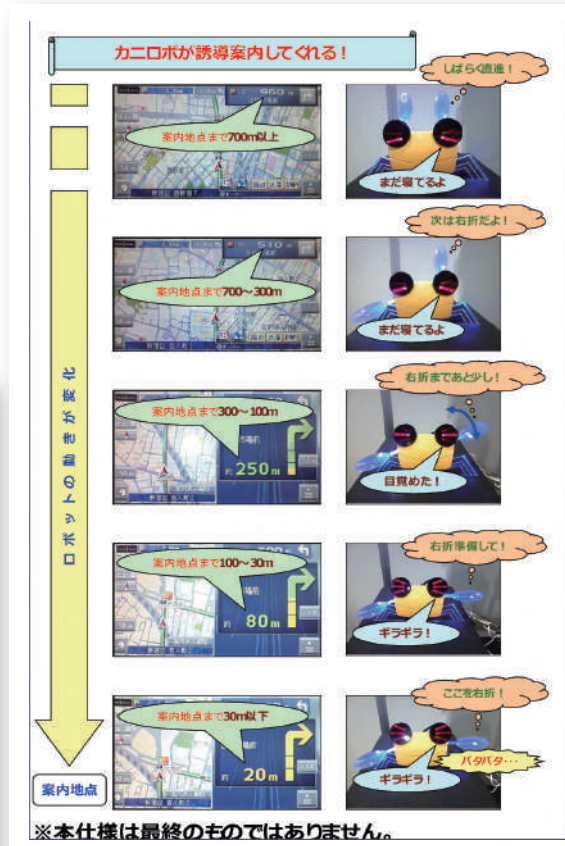 カニロボが誘導案内してくれる！
しばらく直進！
960 m
案内地点まで700m以上
まだ寝てるよ
次は右折だよ！
510 m
案内地点まで700～300m
まだ寝てるよ
右折まであと少し！
案内地点まで300～100m
約 250 m
目覚めた！
ロボットの動きが変化
右折準備して！
案内地点まで100～30m
約 80 m
ギラギラ！
ここを右折！
案内地点まで30m以下
約 20 m
バタバタ･･･
ギラギラ！
案内地点
※本仕様は最終のものではありません。